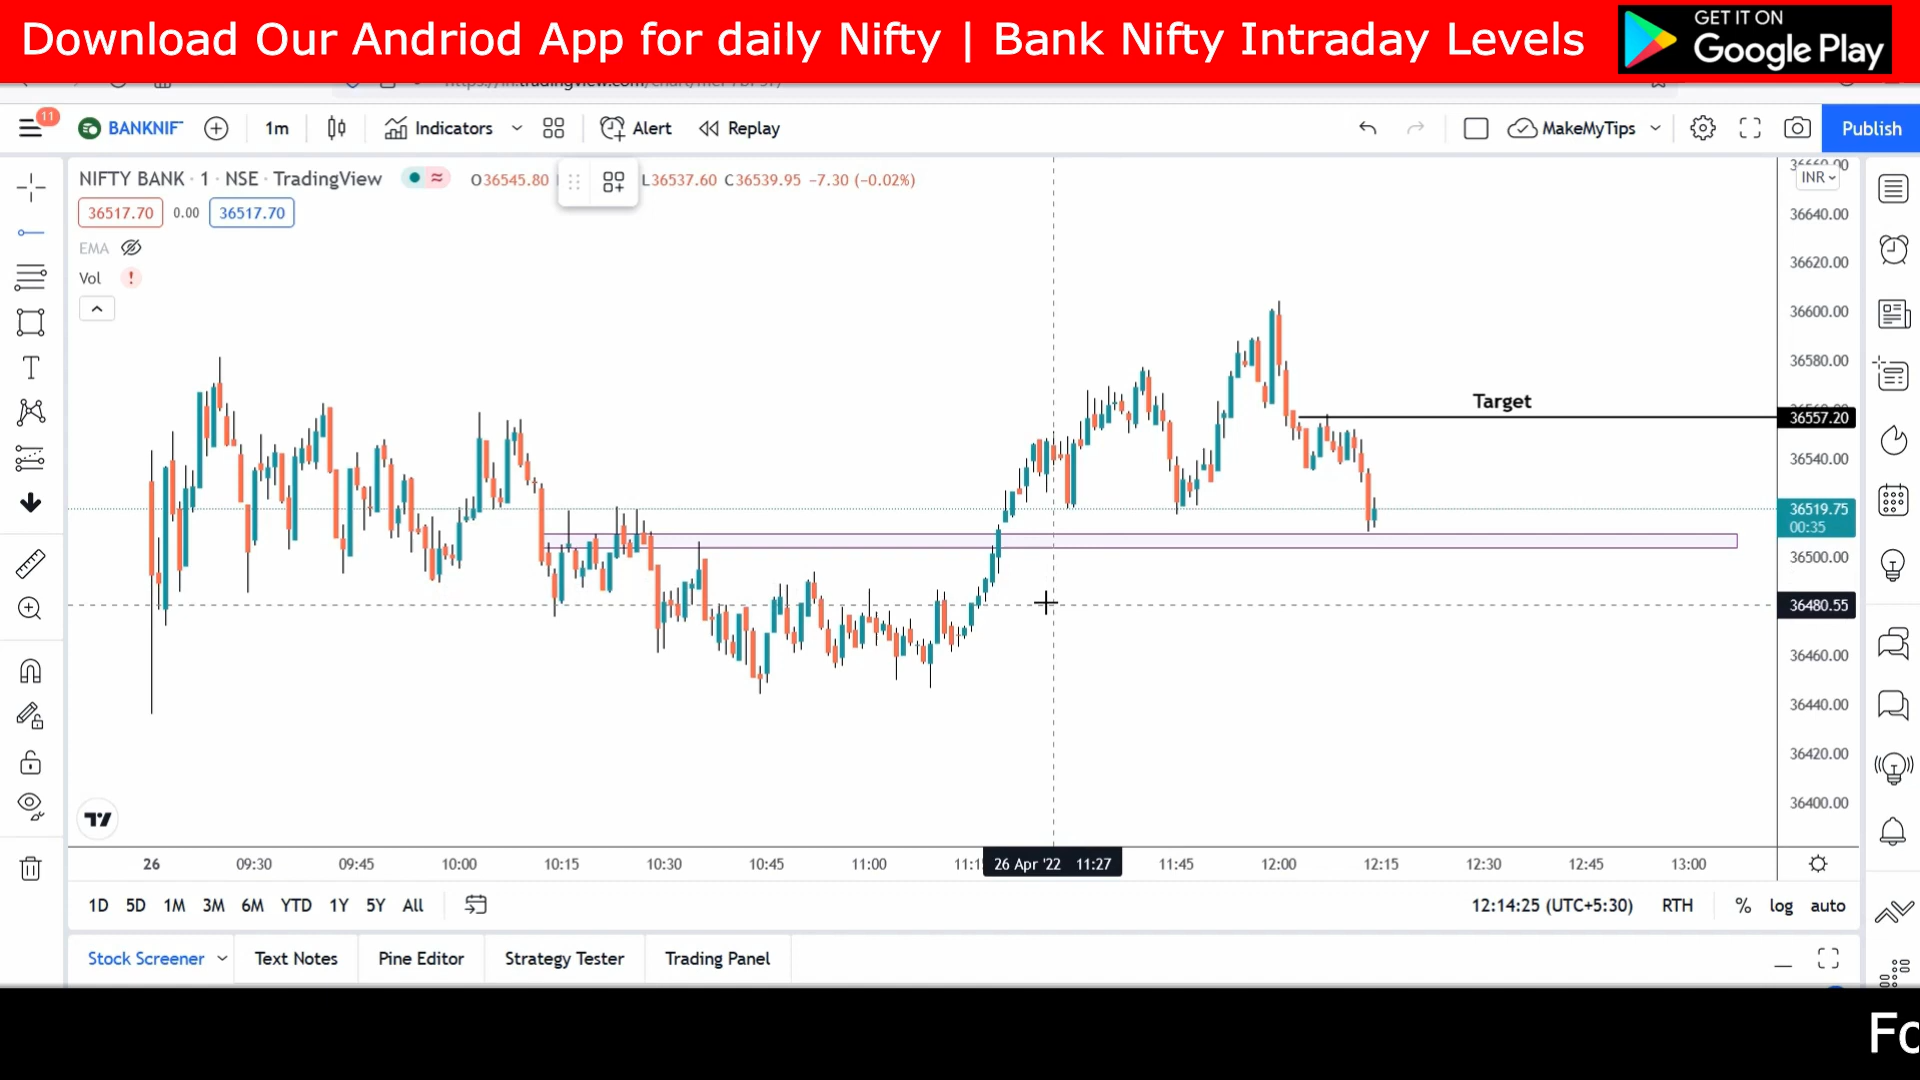 Download Our Andriod App for daily Nifty | Bank Nifty Intraday Levels
GET IT ON
Google Play
11
BANKNIF
1m
Indicators
Alert
Replay
MakeMyTips
Publish
NIFTY BANK · 1 · NSE · TradingView
O36545.80
L36537.60 C36539.95 −7.30 (−0.02%)
INR
36517.70 0.00 36517.70
EMA
Vol
36640.00
36620.00
36600.00
36580.00
Target
36557.20
36540.00
36519.75
00:35
36500.00
36480.55
36460.00
36440.00
36420.00
36400.00
26 09:30 09:45 10:00 10:15 10:30 10:45 11:00 11:1 26 Apr '22 11:27 11:45 12:00 12:15 12:30 12:45 13:00
1D 5D 1M 3M 6M YTD 1Y 5Y All
12:14:25 (UTC+5:30) RTH % log auto
Stock Screener Text Notes Pine Editor Strategy Tester Trading Panel
Fo